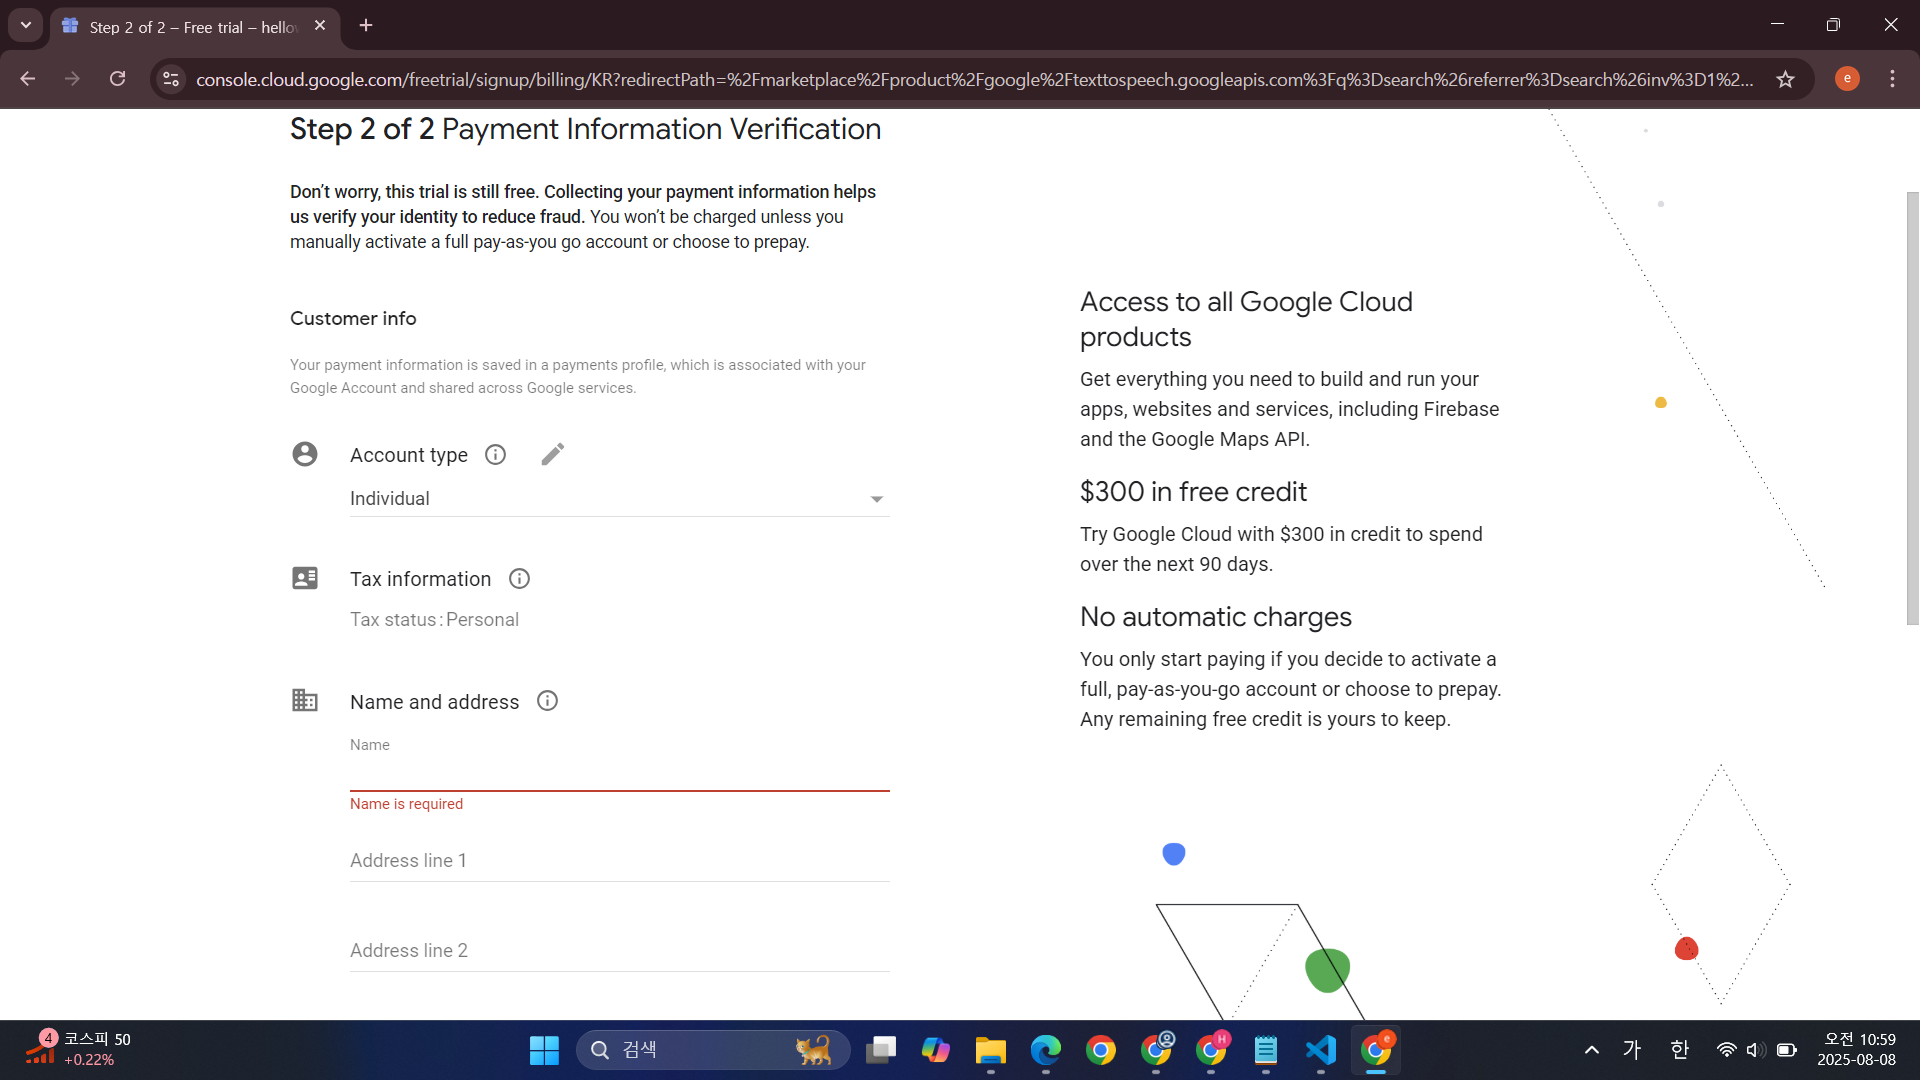 Step 2 of 2 – Free trial – hellow
console.cloud.google.com/freetrial/signup/billing/KR?redirectPath=%2Fmarketplace%2Fproduct%2Fgoogle%2Ftexttospeech.googleapis.com%3Fq%3Dsearch%26referrer%3Dsearch%26inv%3D1%2...
e
Step 2 of 2 Payment Information Verification
Don’t worry, this trial is still free. Collecting your payment information helps
us verify your identity to reduce fraud. You won’t be charged unless you
manually activate a full pay-as-you go account or choose to prepay.
Customer info
Your payment information is saved in a payments profile, which is associated with your
Google Account and shared across Google services.
Account type
Individual
Tax information
Tax status: Personal
Name and address
Name
Name is required
Address line 1
Address line 2
Access to all Google Cloud
products
Get everything you need to build and run your
apps, websites and services, including Firebase
and the Google Maps API.
$300 in free credit
Try Google Cloud with $300 in credit to spend
over the next 90 days.
No automatic charges
You only start paying if you decide to activate a
full, pay-as-you-go account or choose to prepay.
Any remaining free credit is yours to keep.
4
코스피 50
+0.22%
검색
H
e
가
한
오전 10:59
2025-08-08